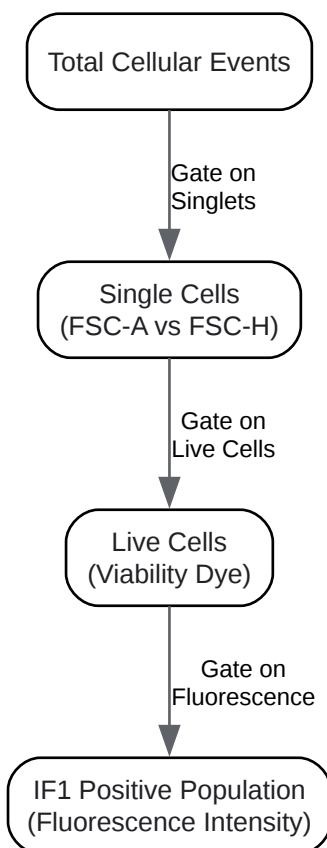 Total Cellular Events
Gate on
Singlets
Single Cells
(FSC-A vs FSC-H)
Gate on
Live Cells
Live Cells
(Viability Dye)
Gate on
Fluorescence
IF1 Positive Population
(Fluorescence Intensity)